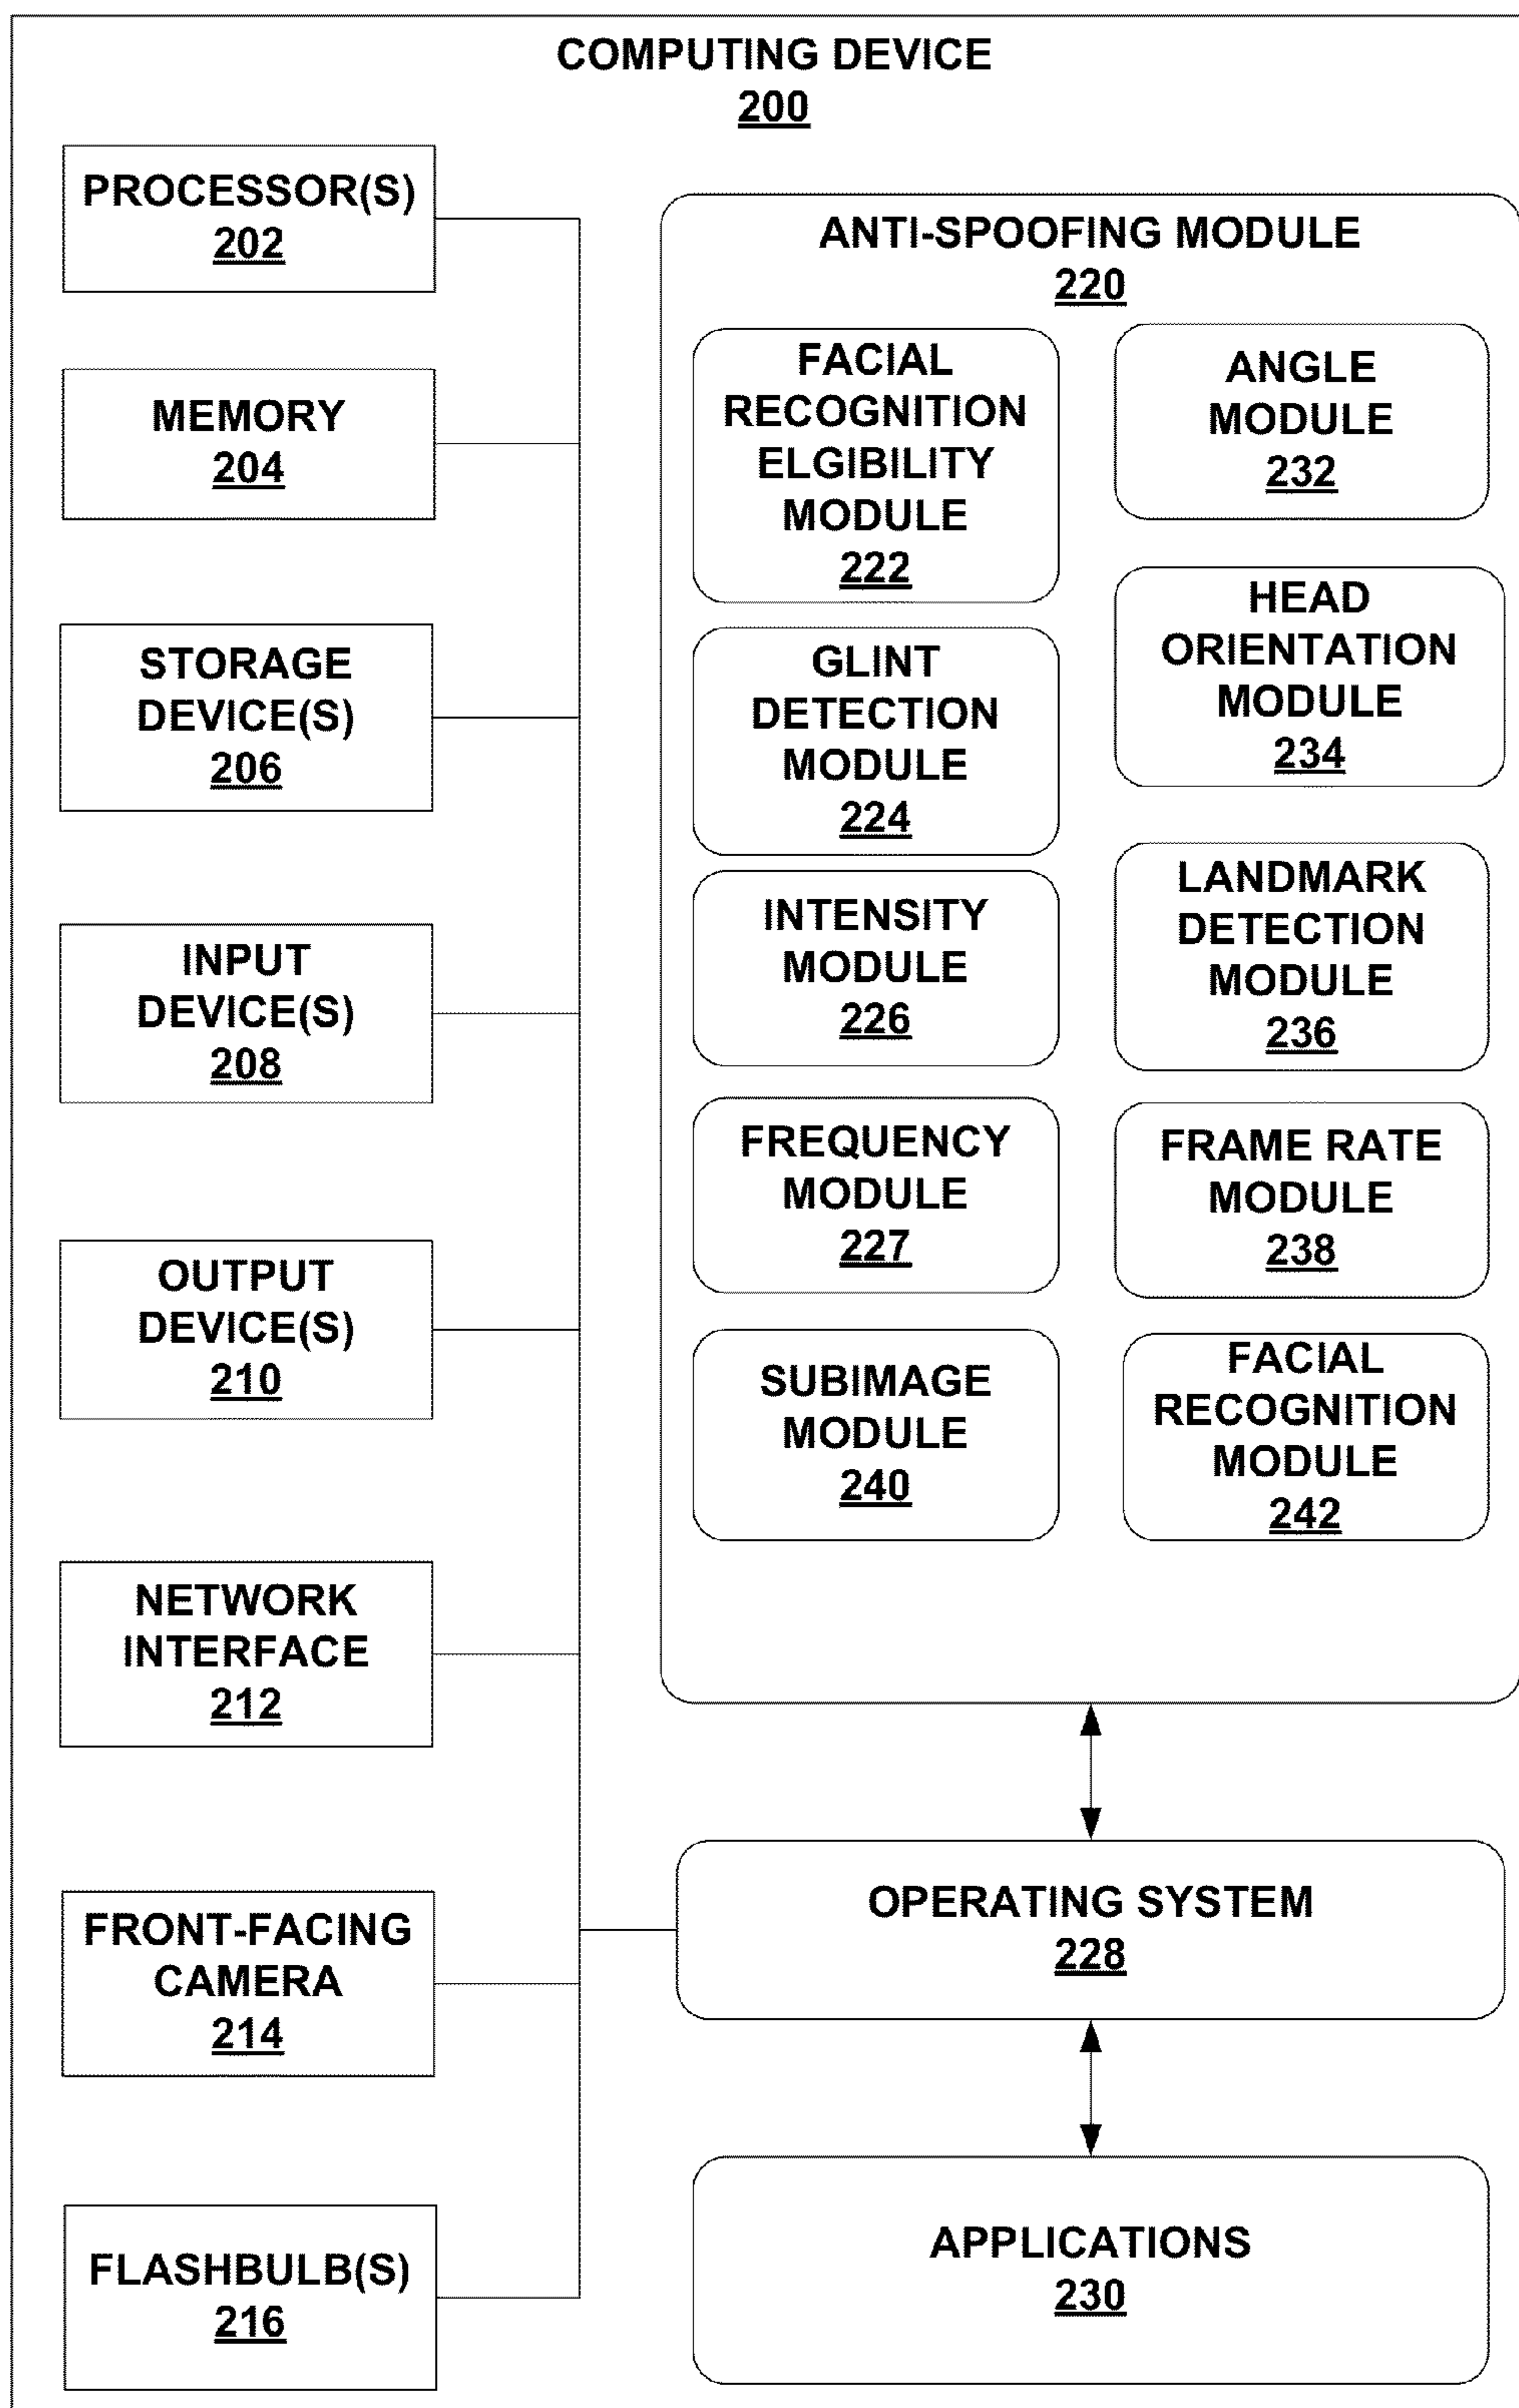 COMPUTING DEVICE
200
PROCESSOR(S)
202
MEMORY
204
STORAGE
DEVICE(S)
206
INPUT
DEVICE(S)
208
OUTPUT
DEVICE(S)
210
NETWORK
INTERFACE
212
FRONT-FACING
CAMERA
214
FLASHBULB(S)
216
ANTI-SPOOFING MODULE
220
FACIAL
RECOGNITION
ELGIBILITY
MODULE
222
GLINT
DETECTION
MODULE
224
INTENSITY
MODULE
226
FREQUENCY
MODULE
227
SUBIMAGE
MODULE
240
ANGLE
MODULE
232
HEAD
ORIENTATION
MODULE
234
LANDMARK
DETECTION
MODULE
236
FRAME RATE
MODULE
238
FACIAL
RECOGNITION
MODULE
242
OPERATING SYSTEM
228
APPLICATIONS
230